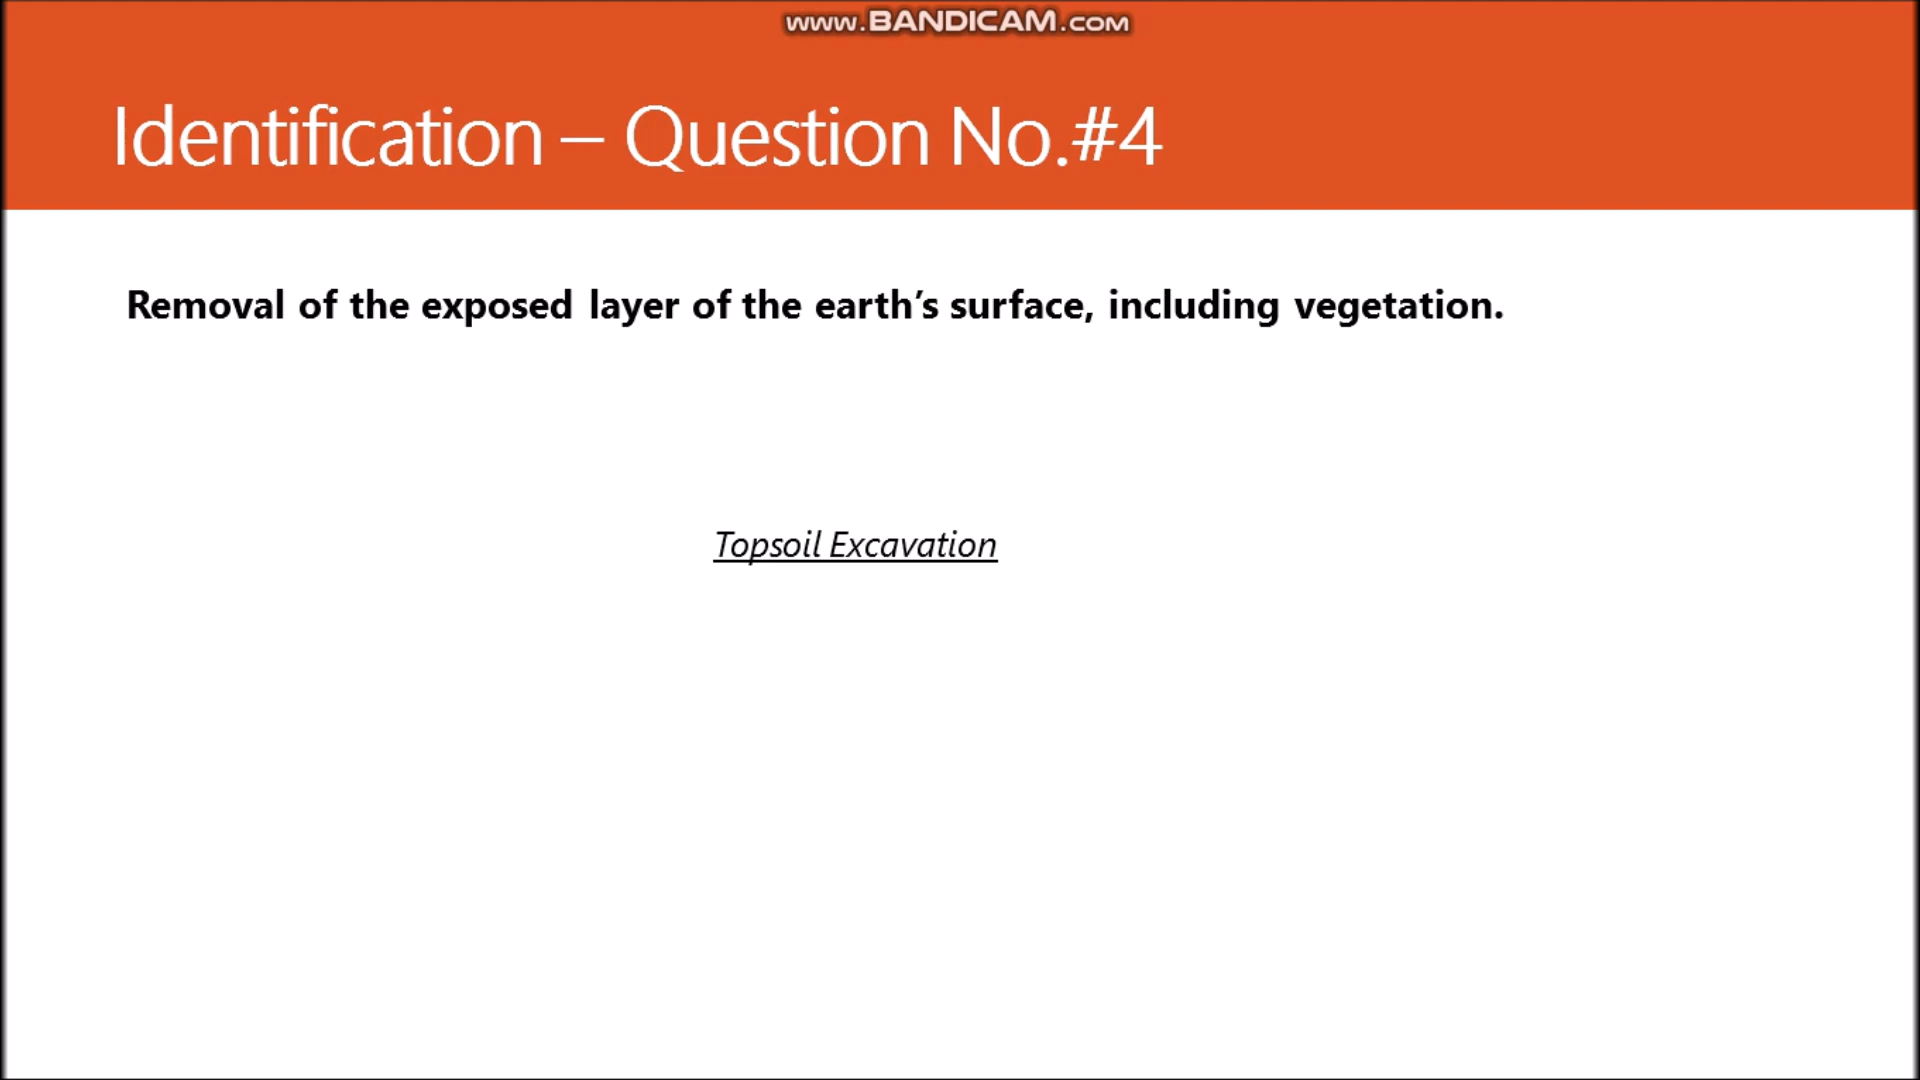 www.BANDICAM.com
Identification – Question No.#4
Removal of the exposed layer of the earth’s surface, including vegetation.
Topsoil Excavation